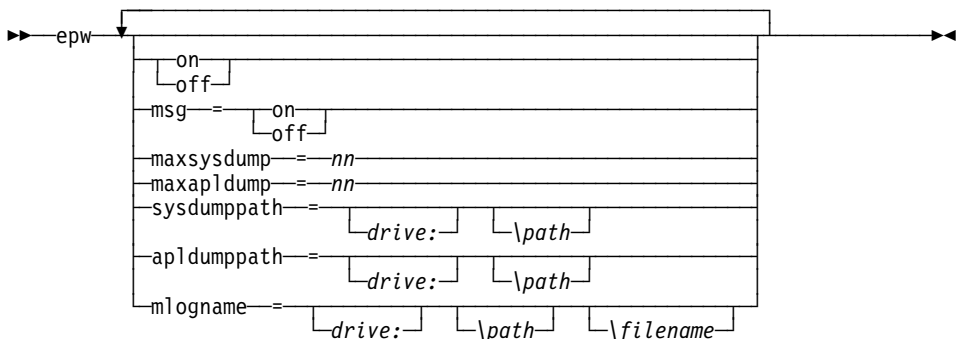 epw
on
off
msg = on
off
maxsysdump = nn
maxapldump = nn
sysdumppath =
drive: \path
apldumppath =
drive: \path
mlogname =
drive: \path \filename